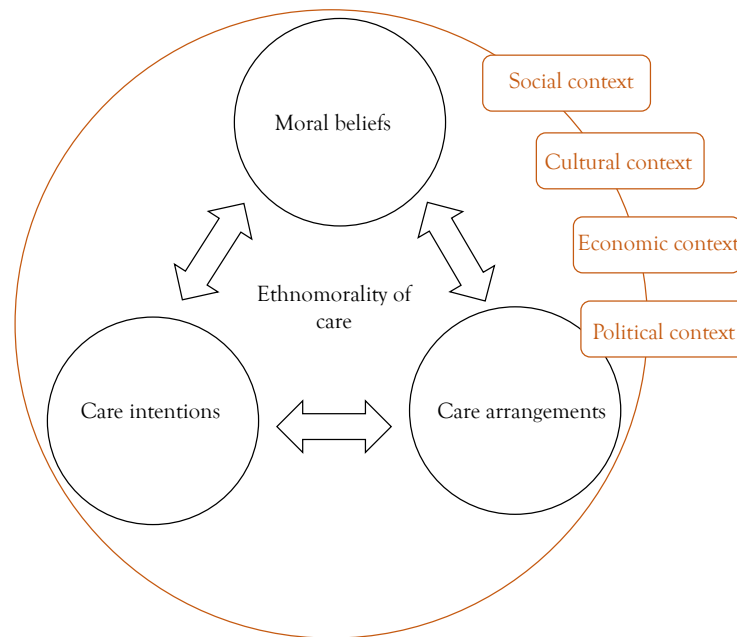 Social context
Moral beliefs
Cultural context
Economic context
Ethnomorality of
care
Political context
Care intentions
Care arrangements